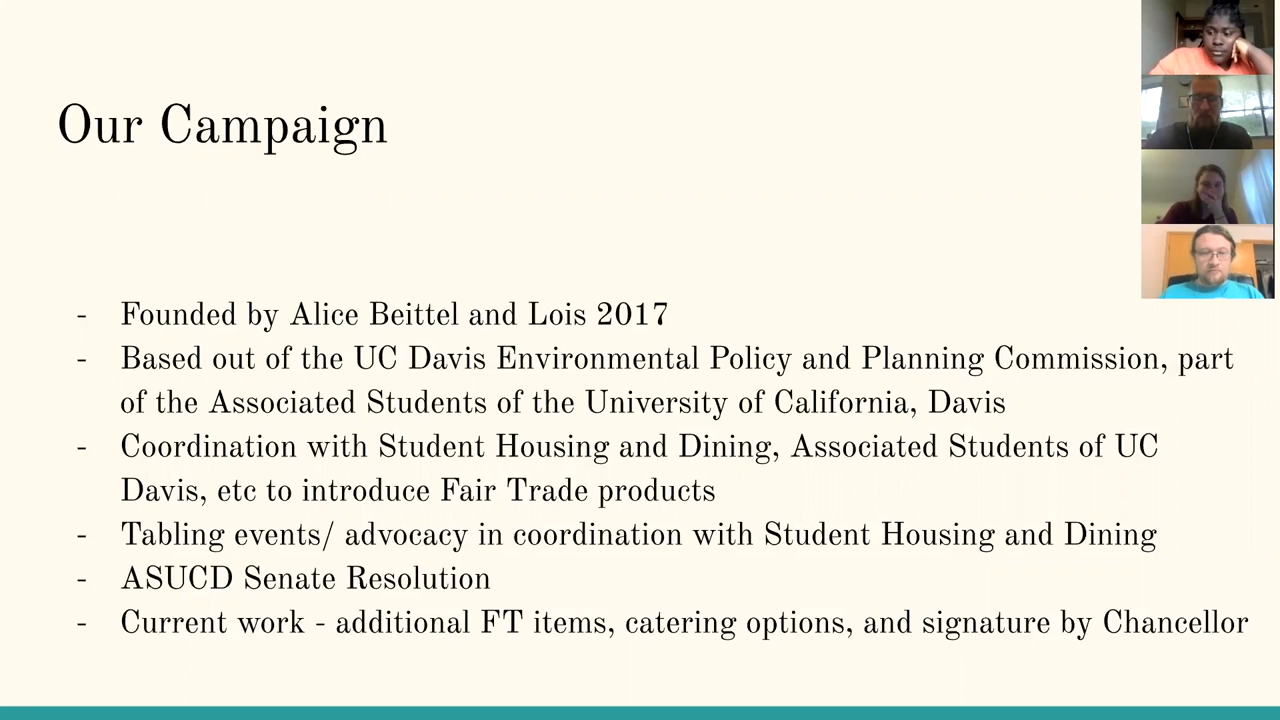 Our Campaign
- Founded by Alice Beittel and Lois 2017
- Based out of the UC Davis Environmental Policy and Planning Commission, part
of the Associated Students of the University of California, Davis
- Coordination with Student Housing and Dining, Associated Students of UC
Davis, etc to introduce Fair Trade products
- Tabling events/ advocacy in coordination with Student Housing and Dining
- ASUCD Senate Resolution
- Current work - additional FT items, catering options, and signature by Chancellor